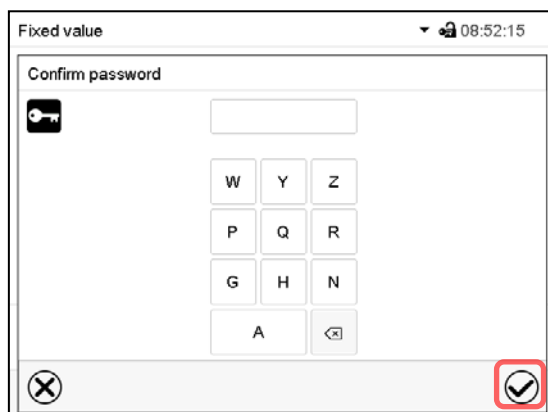 Fixed value 08:52:15
Confirm password
W Y Z
P Q R
G H N
A